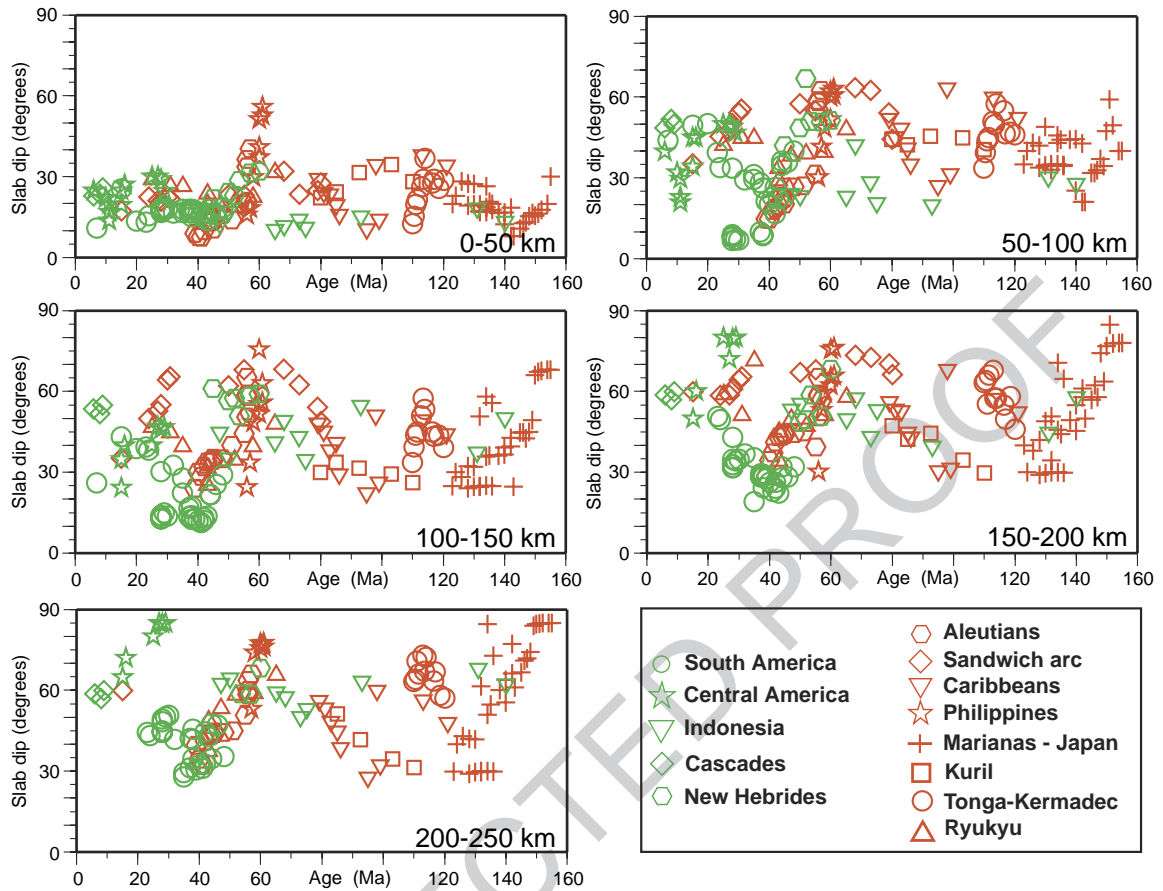 90
60
30
0
Slab dip (degrees)
0-50 km
0 20 40 60 Age (Ma) 100 120 140 160
90
60
30
0
Slab dip (degrees)
50-100 km
0 20 40 60 Age (Ma) 100 120 140 160
90
60
30
0
Slab dip (degrees)
100-150 km
0 20 40 60 Age (Ma) 100 120 140 160
90
60
30
0
Slab dip (degrees)
150-200 km
0 20 40 60 Age (Ma) 100 120 140 160
90
60
30
0
Slab dip (degrees)
200-250 km
0 20 40 60 Age (Ma) 100 120 140 160
South America
Central America
Indonesia
Cascades
New Hebrides
Aleutians
Sandwich arc
Caribbeans
Philippines
Marianas - Japan
Kuril
Tonga-Kermadec
Ryukyu
OTED PROOF